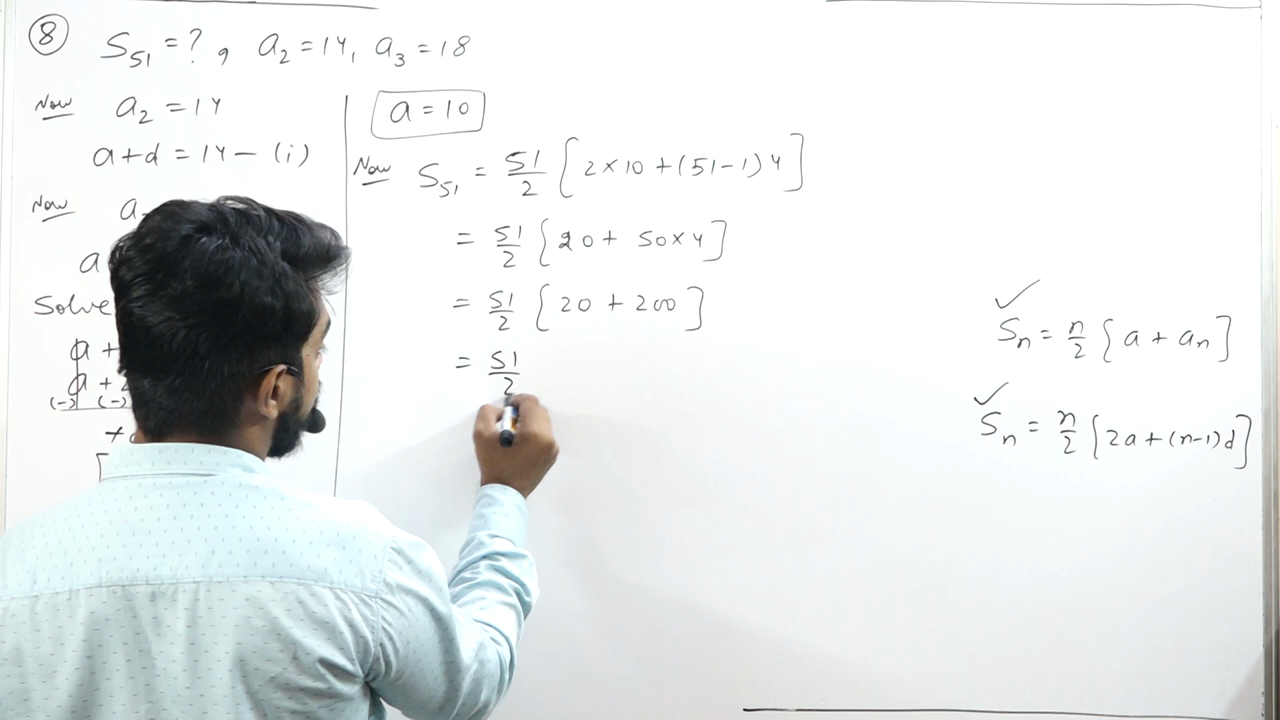 8 S₅₁ = ?, a₂ = 14, a₃ = 18
Now a₂ = 14
a + d = 14 — (i)
Now a
a
Solve
a +
a + 2
(-) (-)
+d
a = 10
Now S₅₁ = 51/2 [2×10 + (51-1)4]
= 51/2 [20 + 50×4]
= 51/2 [20 + 200]
= 51/2
Sₙ = n/2 [a + aₙ]
Sₙ = n/2 [2a + (n-1)d]